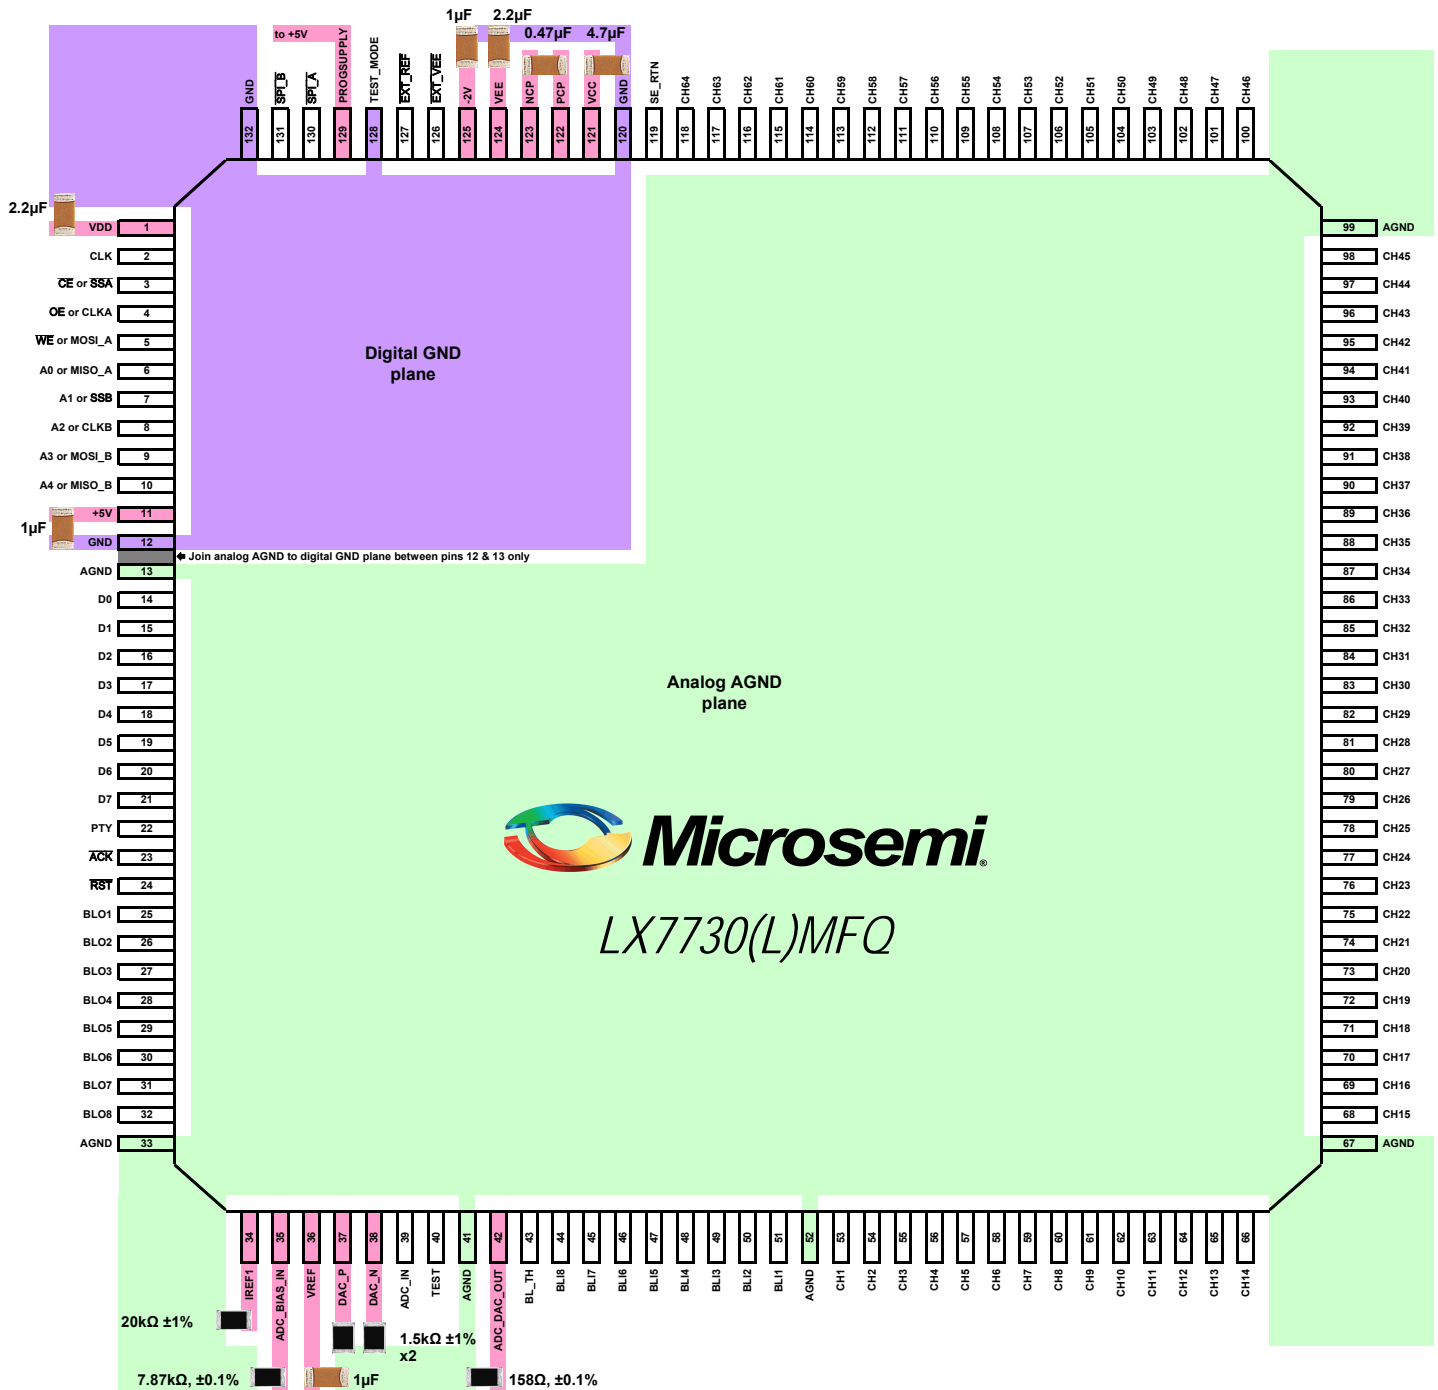 1µF 2.2µF
0.47µF 4.7µF
to +5V
GND SPI_B SPI_A PROGSUPPLY TEST_MODE EXT_REF EXT_VEE -2V VEE NCP PCP VCC GND SE_RTN CH64 CH63 CH62 CH61 CH60 CH59 CH58 CH57 CH56 CH55 CH54 CH53 CH52 CH51 CH50 CH49 CH48 CH47 CH46
132 131 130 129 128 127 126 125 124 123 122 121 120 119 118 117 116 115 114 113 112 111 110 109 108 107 106 105 104 103 102 101 100
2.2µF
VDD 1
CLK 2
CE or SSA 3
OE or CLKA 4
WE or MOSI_A 5
A0 or MISO_A 6
A1 or SSB 7
A2 or CLKB 8
A3 or MOSI_B 9
A4 or MISO_B 10
+5V 11
1µF
GND 12
AGND 13
D0 14
D1 15
D2 16
D3 17
D4 18
D5 19
D6 20
D7 21
PTY 22
ACK 23
RST 24
BLO1 25
BLO2 26
BLO3 27
BLO4 28
BLO5 29
BLO6 30
BLO7 31
BLO8 32
AGND 33
Digital GND
plane
Join analog AGND to digital GND plane between pins 12 & 13 only
Analog AGND
plane
Microsemi®
LX7730(L)MFQ
99 AGND
98 CH45
97 CH44
96 CH43
95 CH42
94 CH41
93 CH40
92 CH39
91 CH38
90 CH37
89 CH36
88 CH35
87 CH34
86 CH33
85 CH32
84 CH31
83 CH30
82 CH29
81 CH28
80 CH27
79 CH26
78 CH25
77 CH24
76 CH23
75 CH22
74 CH21
73 CH20
72 CH19
71 CH18
70 CH17
69 CH16
68 CH15
67 AGND
34 35 36 37 38 39 40 41 42 43 44 45 46 47 48 49 50 51 52 53 54 55 56 57 58 59 60 61 62 63 64 65 66
IREF1 ADC_BIAS_IN VREF DAC_P DAC_N ADC_IN TEST AGND ADC_DAC_OUT BL_TH BLI8 BLI7 BLI6 BLI5 BLI4 BLI3 BLI2 BLI1 AGND CH1 CH2 CH3 CH4 CH5 CH6 CH7 CH8 CH9 CH10 CH11 CH12 CH13 CH14
20kΩ ±1%
1.5kΩ ±1%
x2
7.87kΩ, ±0.1%
1µF
158Ω, ±0.1%